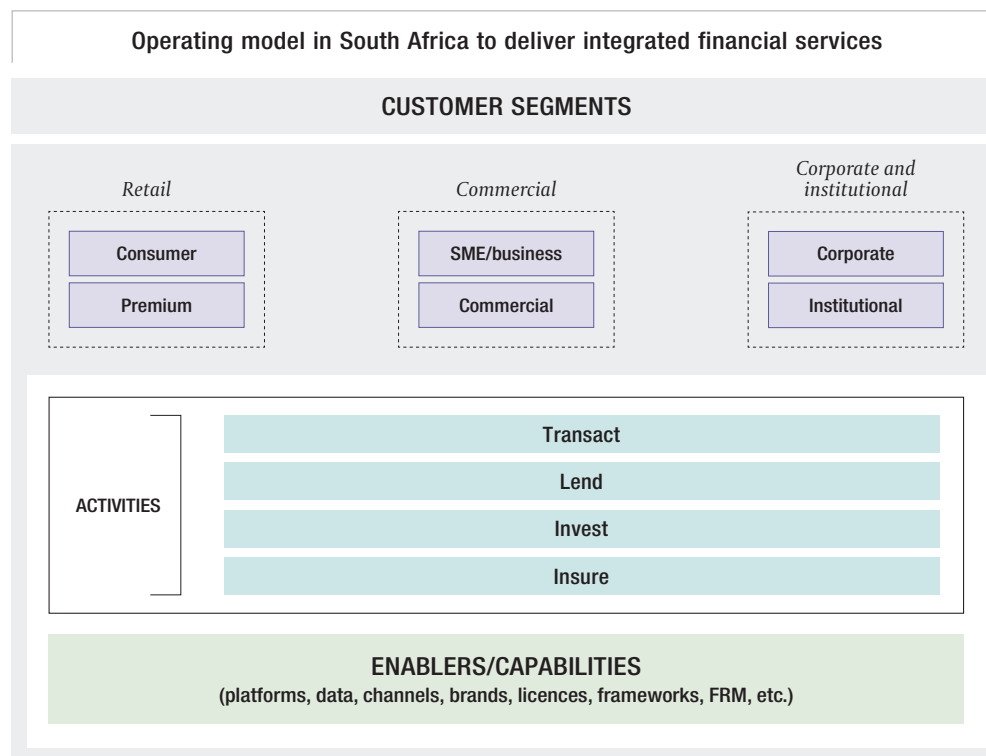 Operating model in South Africa to deliver integrated financial services
CUSTOMER SEGMENTS
Retail
Consumer
Premium
Commercial
SME/business
Commercial
Corporate and
institutional
Corporate
Institutional
ACTIVITIES
Transact
Lend
Invest
Insure
ENABLERS/CAPABILITIES
(platforms, data, channels, brands, licences, frameworks, FRM, etc.)